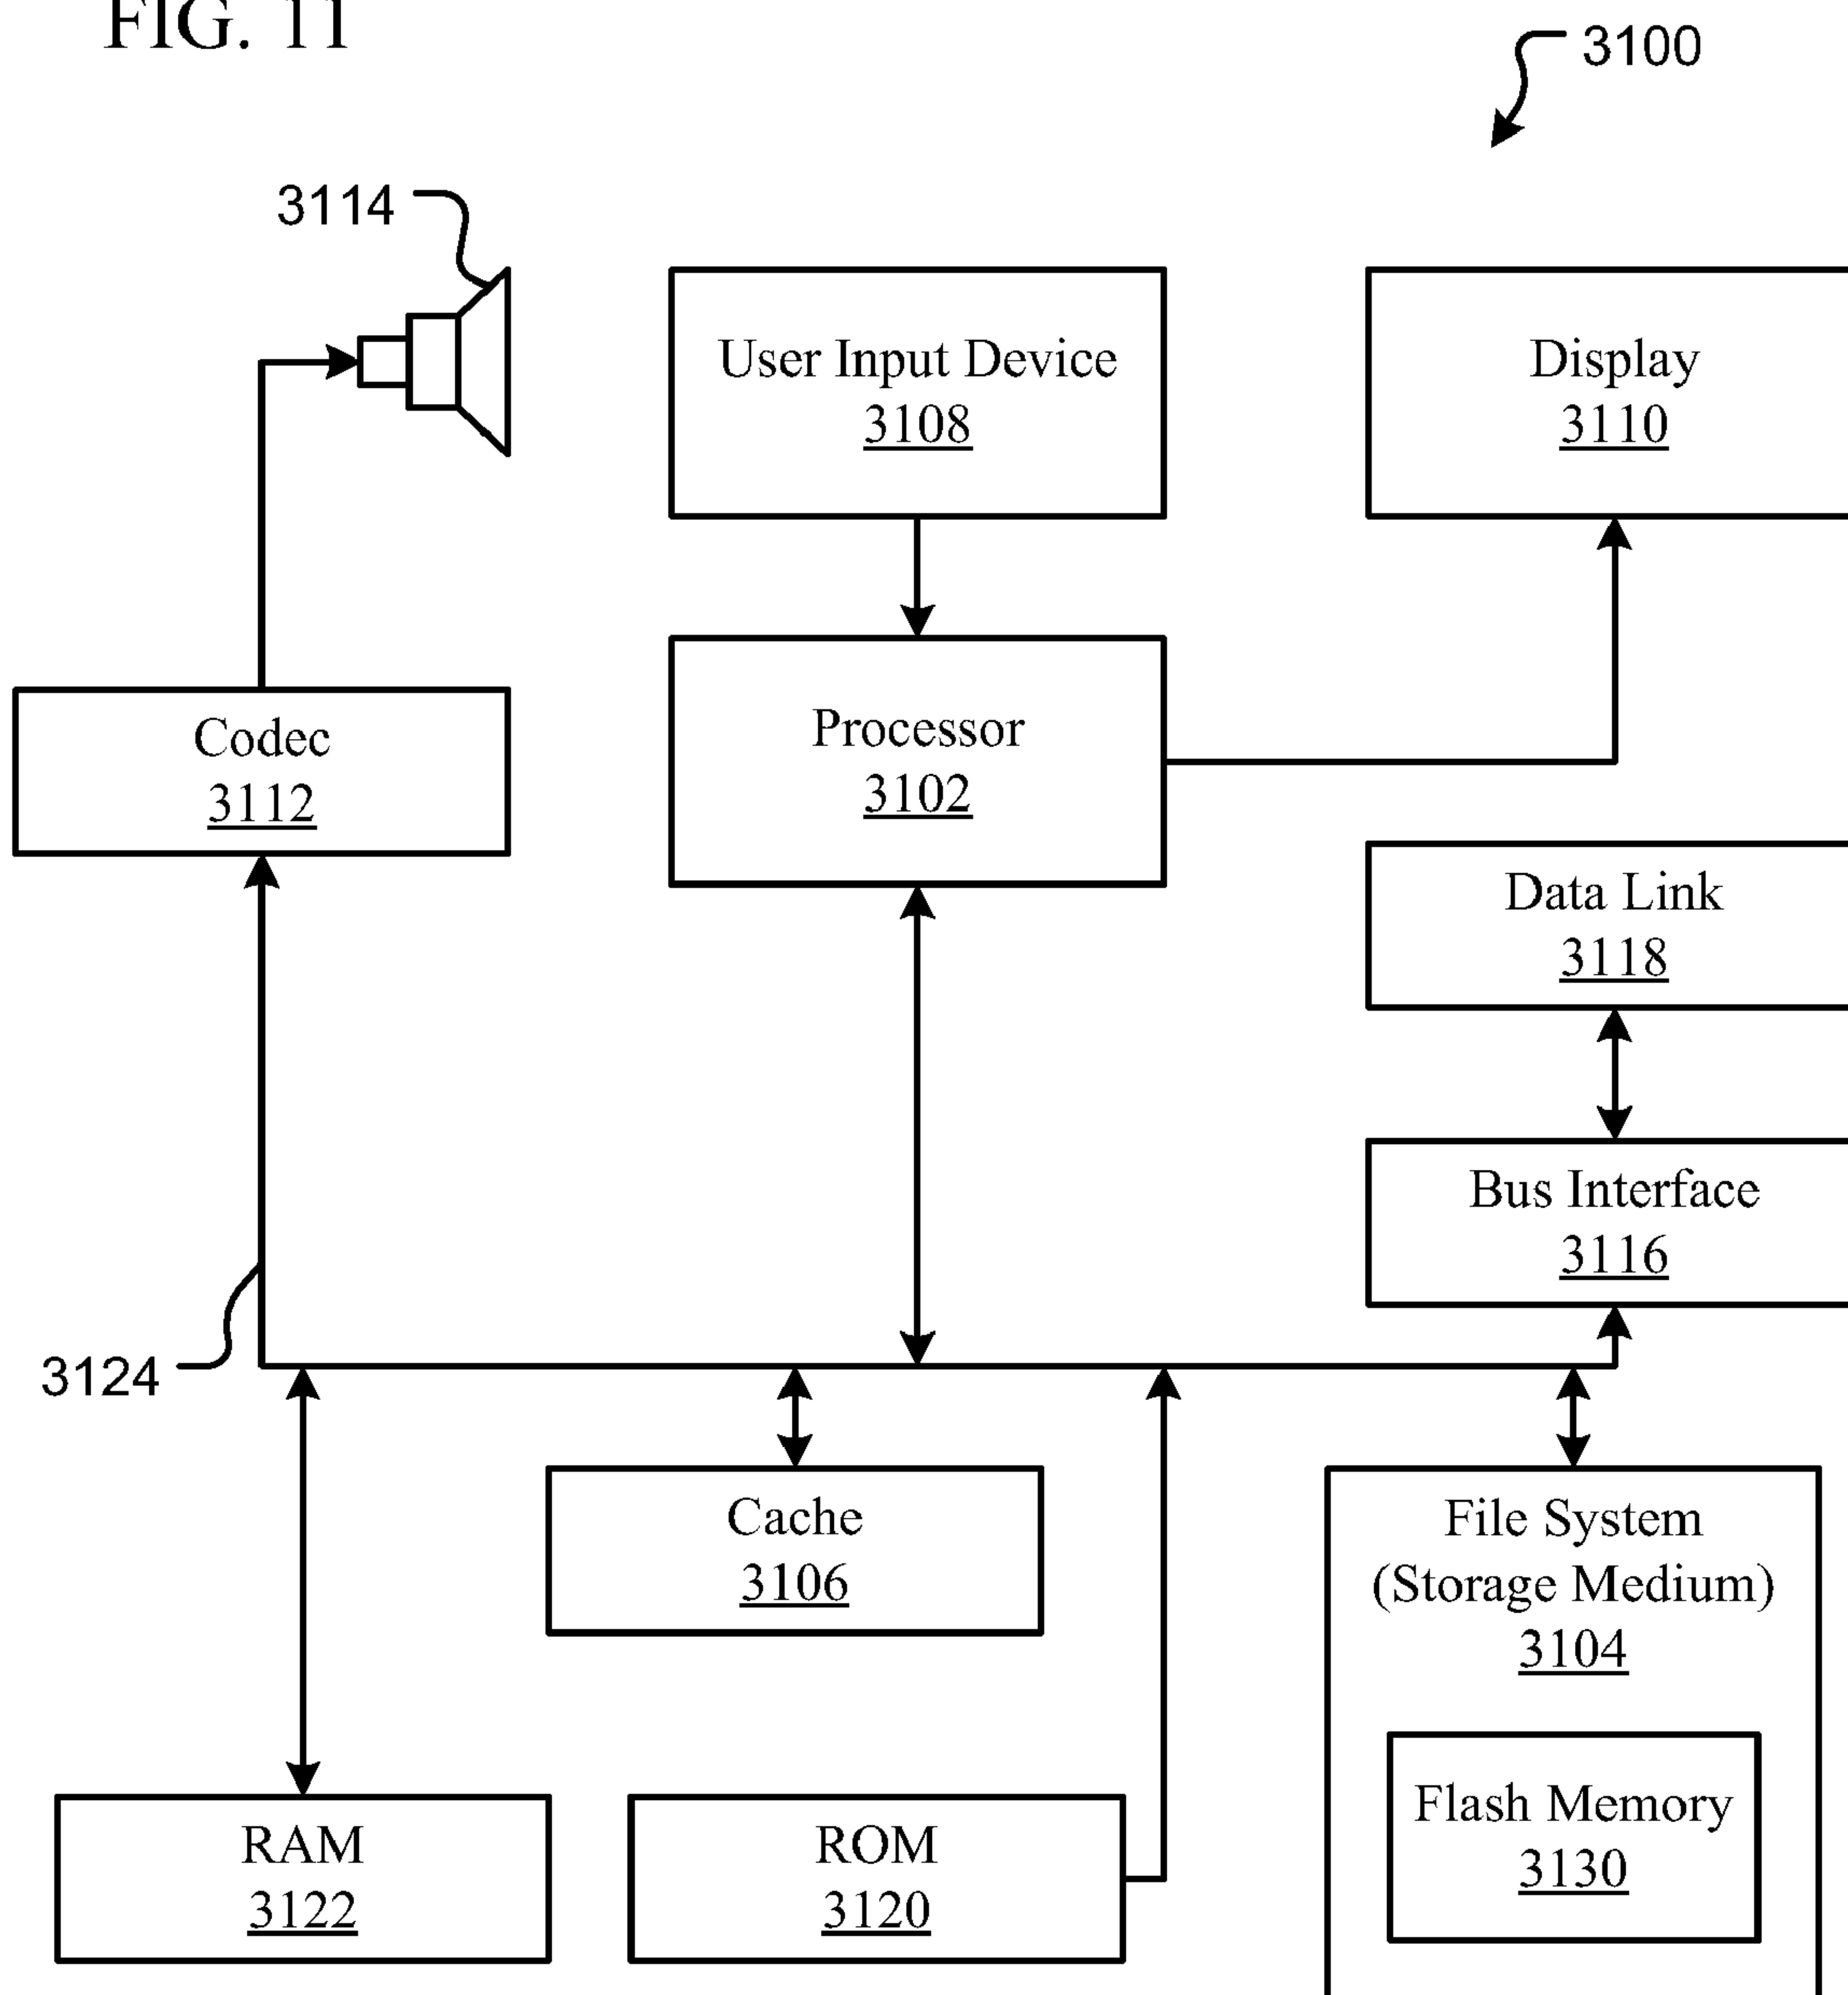 FIG. 11
3100
3114
User Input Device
3108
Display
3110
Codec
3112
Processor
3102
Data Link
3118
Bus Interface
3116
3124
Cache
3106
File System
(Storage Medium)
3104
Flash Memory
3130
RAM
3122
ROM
3120